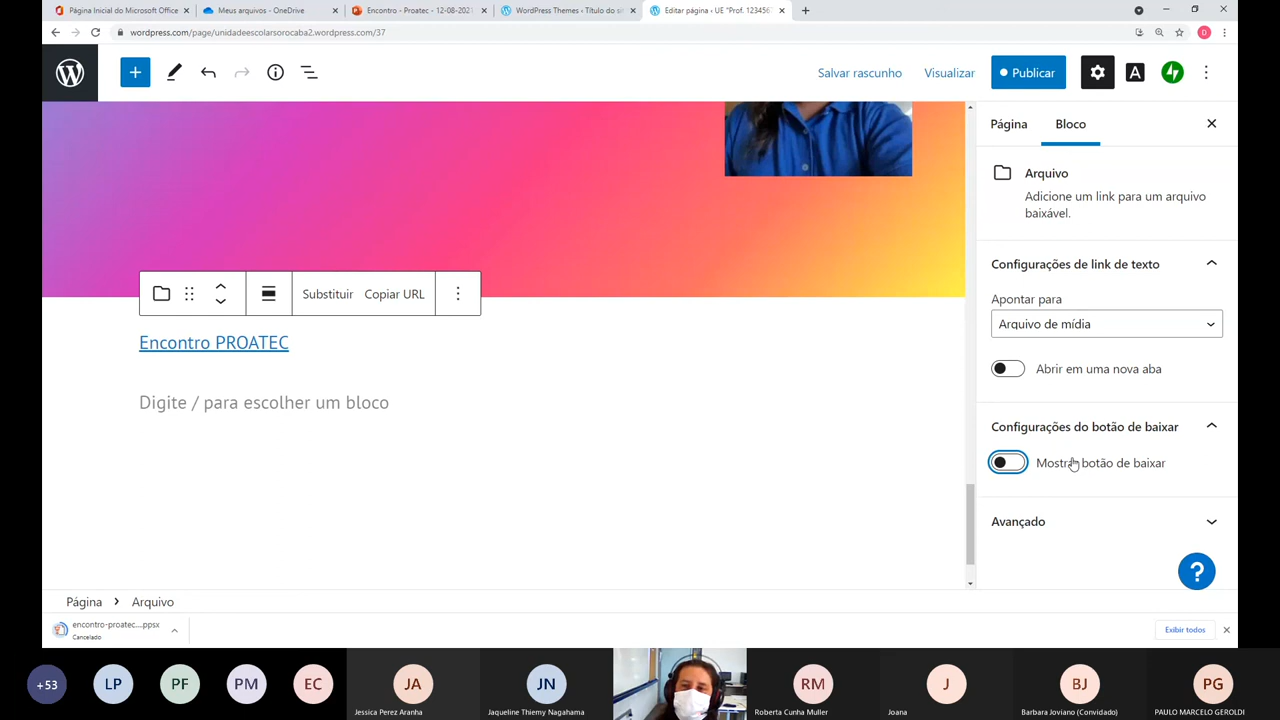 Página Inicial do Microsoft Office
Meus arquivos - OneDrive
Encontro - Proatec - 12-08-2021
WordPress Themes ‹ Título do si
Editar página ‹ UE "Prof. 123456
wordpress.com/page/unidadeescolarsorocaba2.wordpress.com/37
D
Salvar rascunho
Visualizar
Publicar
A
Página
Bloco
Arquivo
Adicione um link para um arquivo
baixável.
Configurações de link de texto
Apontar para
Arquivo de mídia
Abrir em uma nova aba
Configurações do botão de baixar
Mostrar botão de baixar
Avançado
Substituir
Copiar URL
Encontro PROATEC
Digite / para escolher um bloco
?
Página > Arquivo
encontro-proatec....ppsx
Cancelado
Exibir todos
+53
LP
PF
PM
EC
JA
Jessica Perez Aranha
JN
Jaqueline Thiemy Nagahama
RM
Roberta Cunha Muller
J
Joana
BJ
Barbara Joviano (Convidado)
PG
PAULO MARCELO GEROLDI